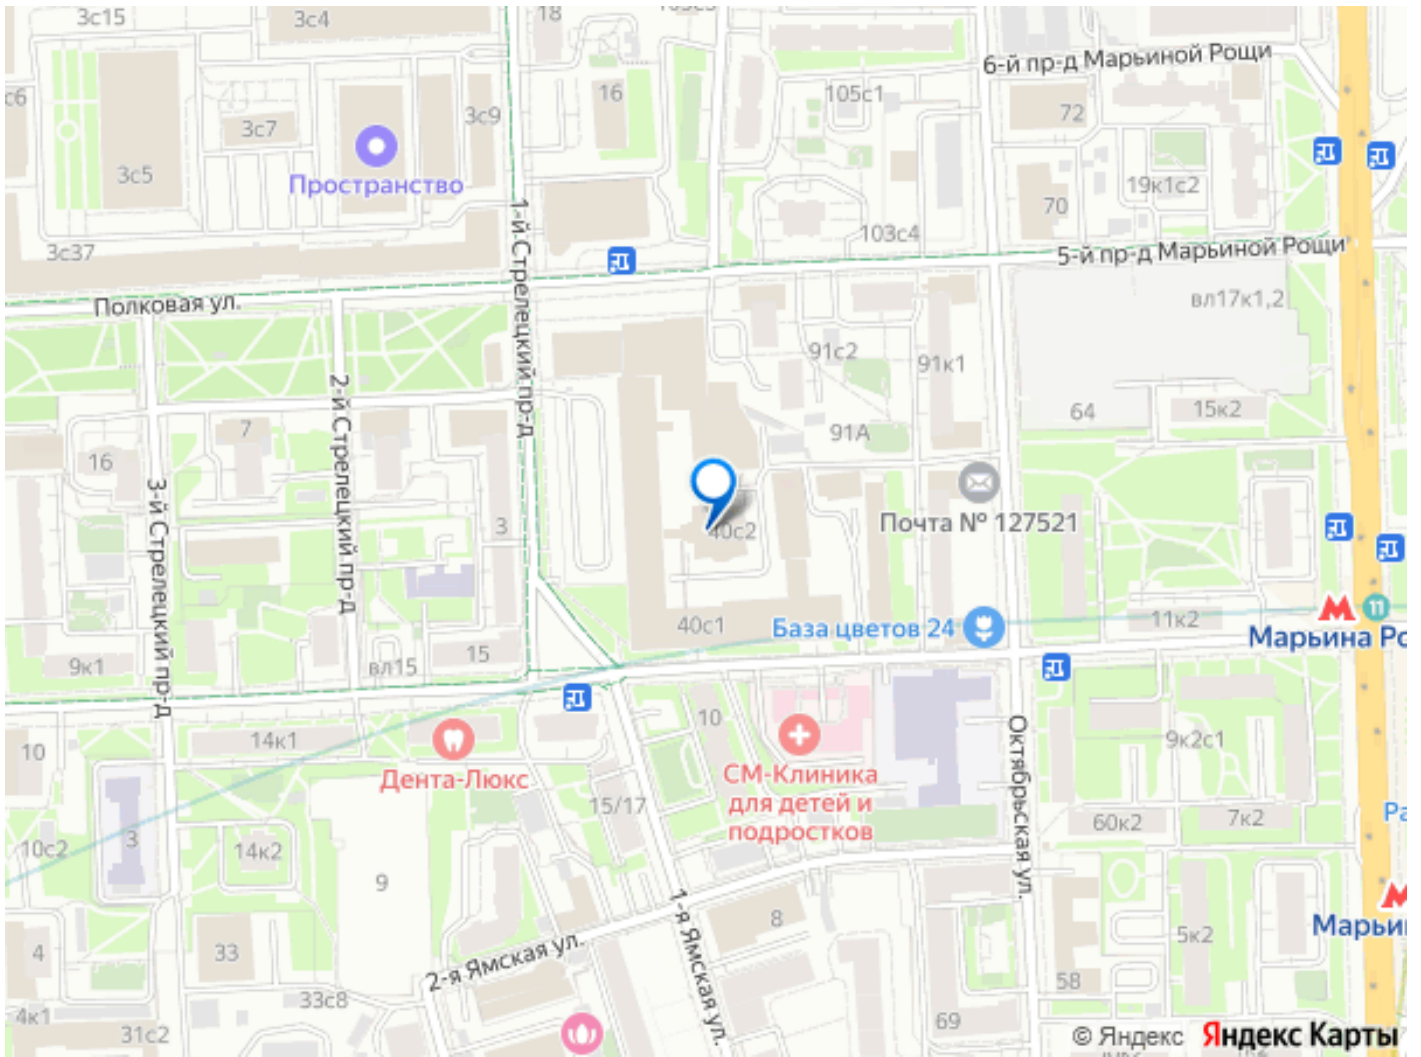 3с15
3с4
18
6-й пр-д Марьиной Рощи
3с6
16
105с1
72
3с7
3с9
3с5
Пространство
19к1с2
70
1-й Стрелецкий пр-д
103с4
3с37
5-й пр-д Марьиной Рощи
Полковая ул.
вл17к1,2
91с2
91к1
2-й Стрелецкий пр-д
64
15к2
7
91А
16
3-й Стрелецкий пр-д
3
40с2
Почта № 127521
40с1
База цветов 24
11к2
11
Марьина Ро
9к1
вл15
15
10
14к1
10
Октябрьская ул.
9к2с1
Дента-Люкс
СМ-Клиника
для детей и
подростков
15/17
60к2
7к2
Ра
3
10с2
14к2
9
1-я Ямская ул.
8
Марьи
5к2
4
33
2-я Ямская ул.
58
33с8
4к1
31с2
69
© Яндекс Яндекс Карты